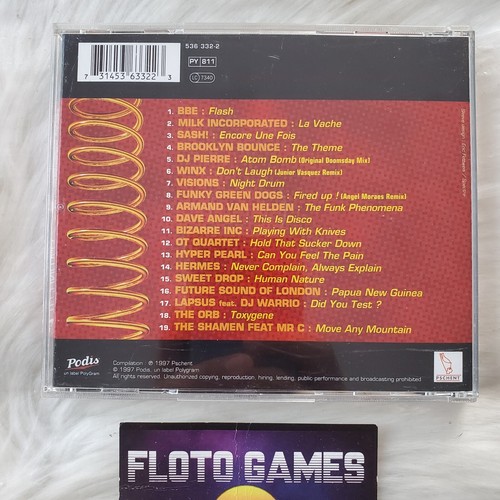 536 332-2
PY 811
LC 7340
7 31453 63322 3
1. BBE : Flash
2. MILK INCORPORATED : La Vache
3. SASH! : Encore Une Fois
4. BROOKLYN BOUNCE : The Theme
5. DJ PIERRE : Atom Bomb (Original Doomsday Mix)
6. WINX : Don't Laugh (Junior Vasquez Remix)
7. VISIONS : Night Drum
8. FUNKY GREEN DOGS : Fired up ! (Angel Moraes Remix)
9. ARMAND VAN HELDEN : The Funk Phenomena
10. DAVE ANGEL : This Is Disco
11. BIZARRE INC : Playing With Knives
12. OT QUARTET : Hold That Sucker Down
13. HYPER PEARL : Can You Feel The Pain
14. HERMES : Never Complain, Always Explain
15. SWEET DROP : Human Nature
16. FUTURE SOUND OF LONDON : Papua New Guinea
17. LAPSUS feat. DJ WARRIO : Did You Test ?
18. THE ORB : Toxygene
19. THE SHAMEN FEAT MR C : Move Any Mountain
Podis
un label PolyGram
Compilation : ℗ 1997 Pschent
© 1997 Podis, un label Polygram
All rights reserved. Unauthorized copying, reproduction, hiring, lending, public performance and broadcasting prohibited
PSCHENT
FLOTO GAMES